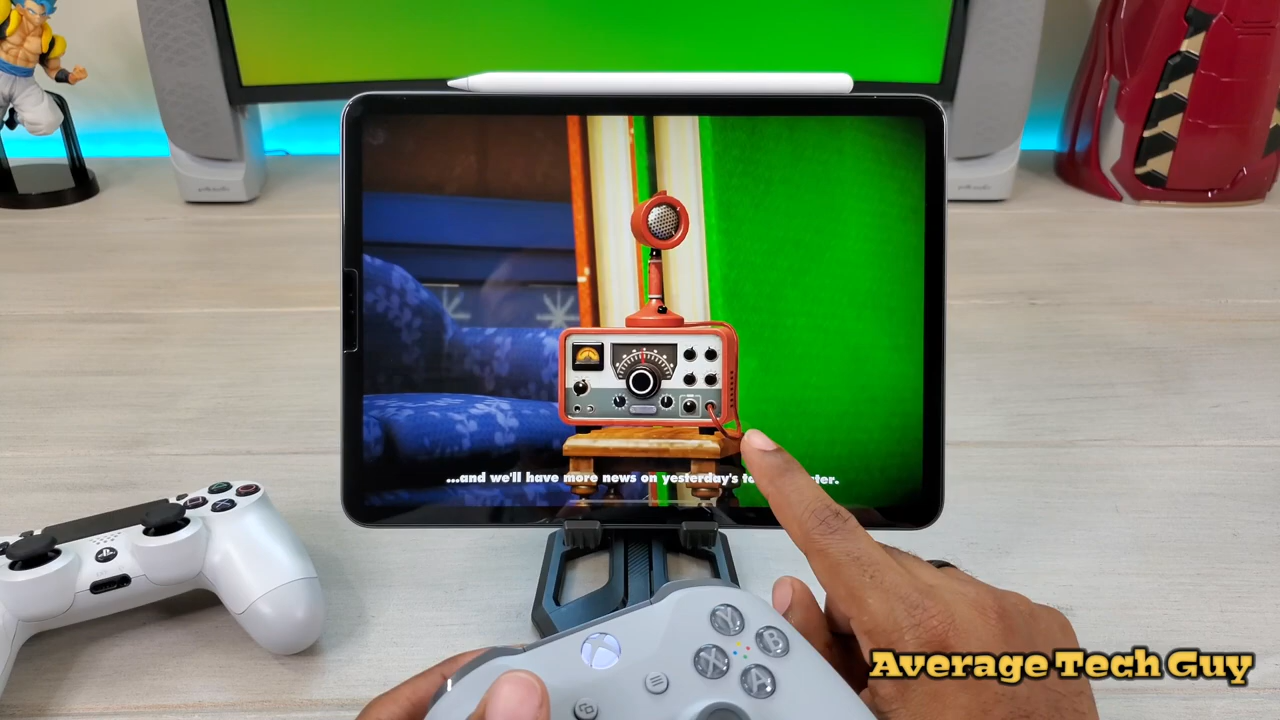 ...and we'll have more news on yesterday's
Y
B
X
A
Average Tech Guy